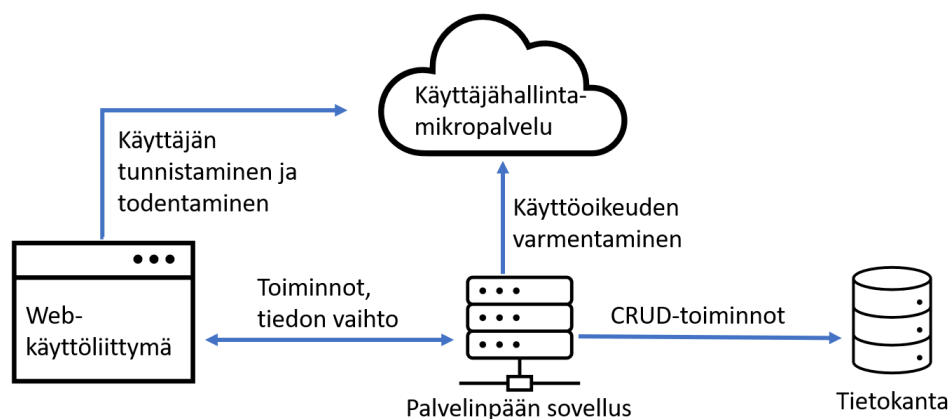 Käyttäjähallinta-
mikropalvelu
Käyttäjän
tunnistaminen ja
todentaminen
Käyttöoikeuden
varmentaminen
Web-
käyttöliittymä
Toiminnot,
tiedon vaihto
CRUD-toiminnot
Palvelinpään sovellus
Tietokanta